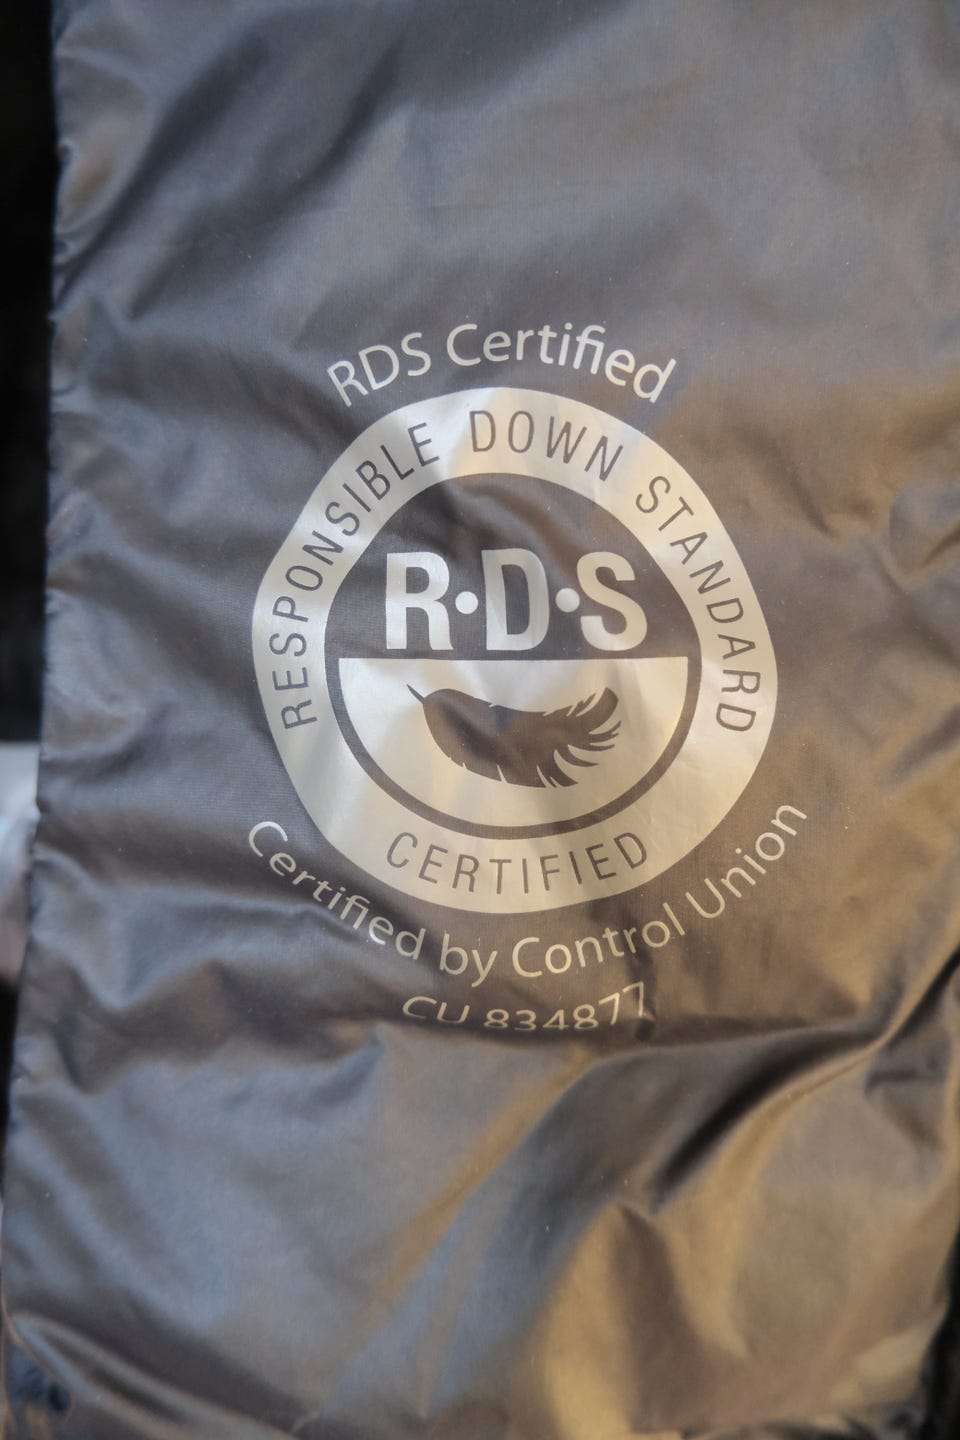 RDS Certified
RESPONSIBLE DOWN STANDARD
R·D·S
CERTIFIED
Certified by Control Union
CU 834877